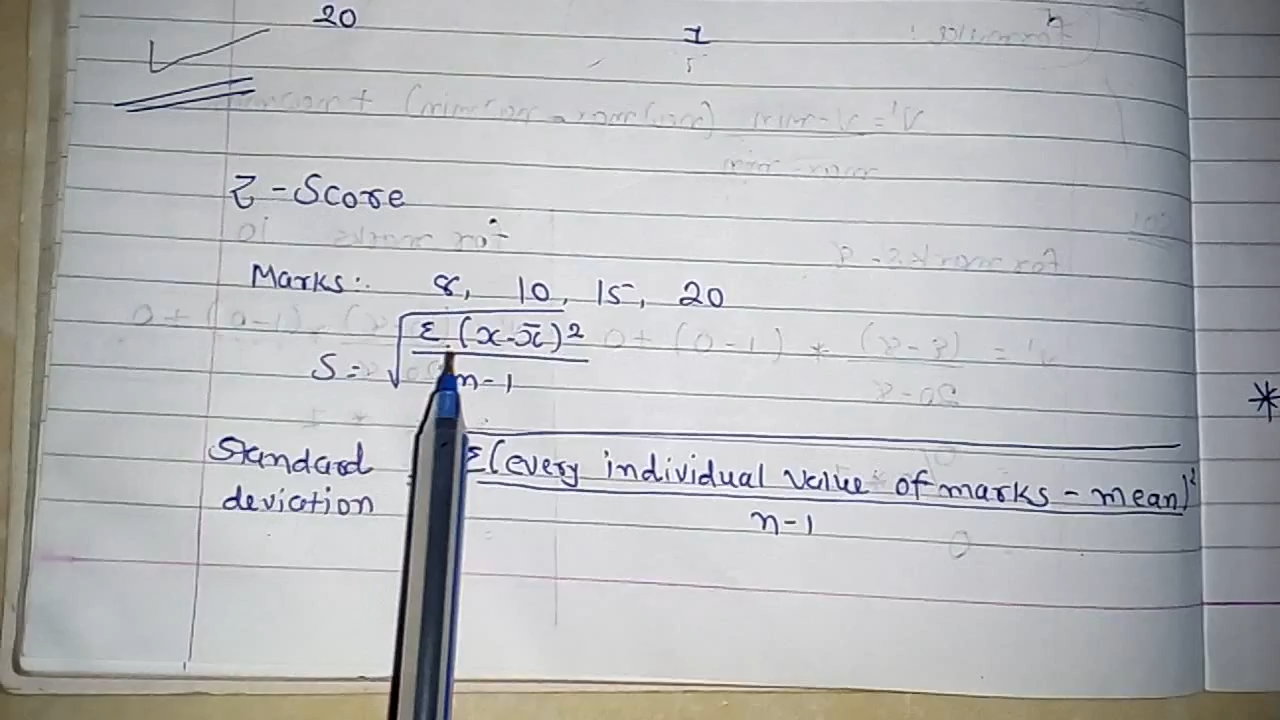 20
1
Z-Score
Marks: 8, 10, 15, 20
S = √Σ(x-x̄)²
n-1
Standard deviation Σ(every individual value of marks - mean)²
n-1
*